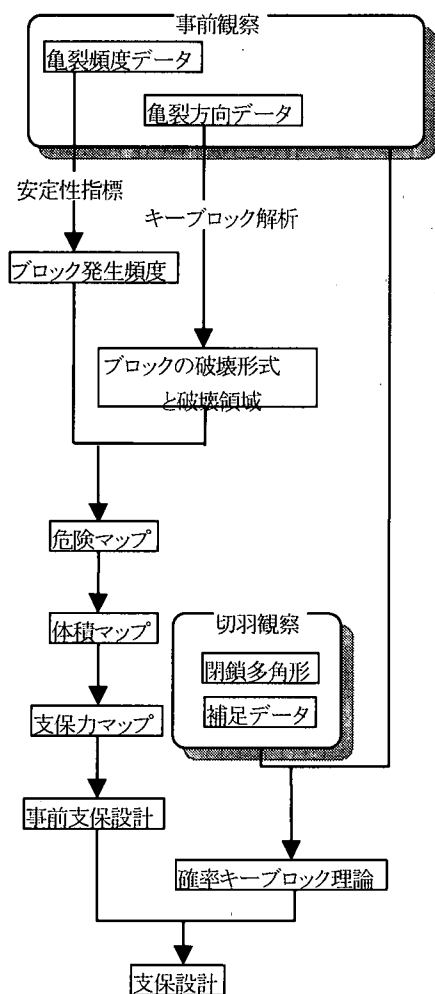 事前観察
亀裂頻度データ
亀裂方向データ
安定性指標
キーブロック解析
ブロック発生頻度
ブロックの破壊形式
と破壊領域
危険マップ
体積マップ
切羽観察
閉鎖多角形
補足データ
支保力マップ
事前支保設計
確率キーブロック理論
支保設計